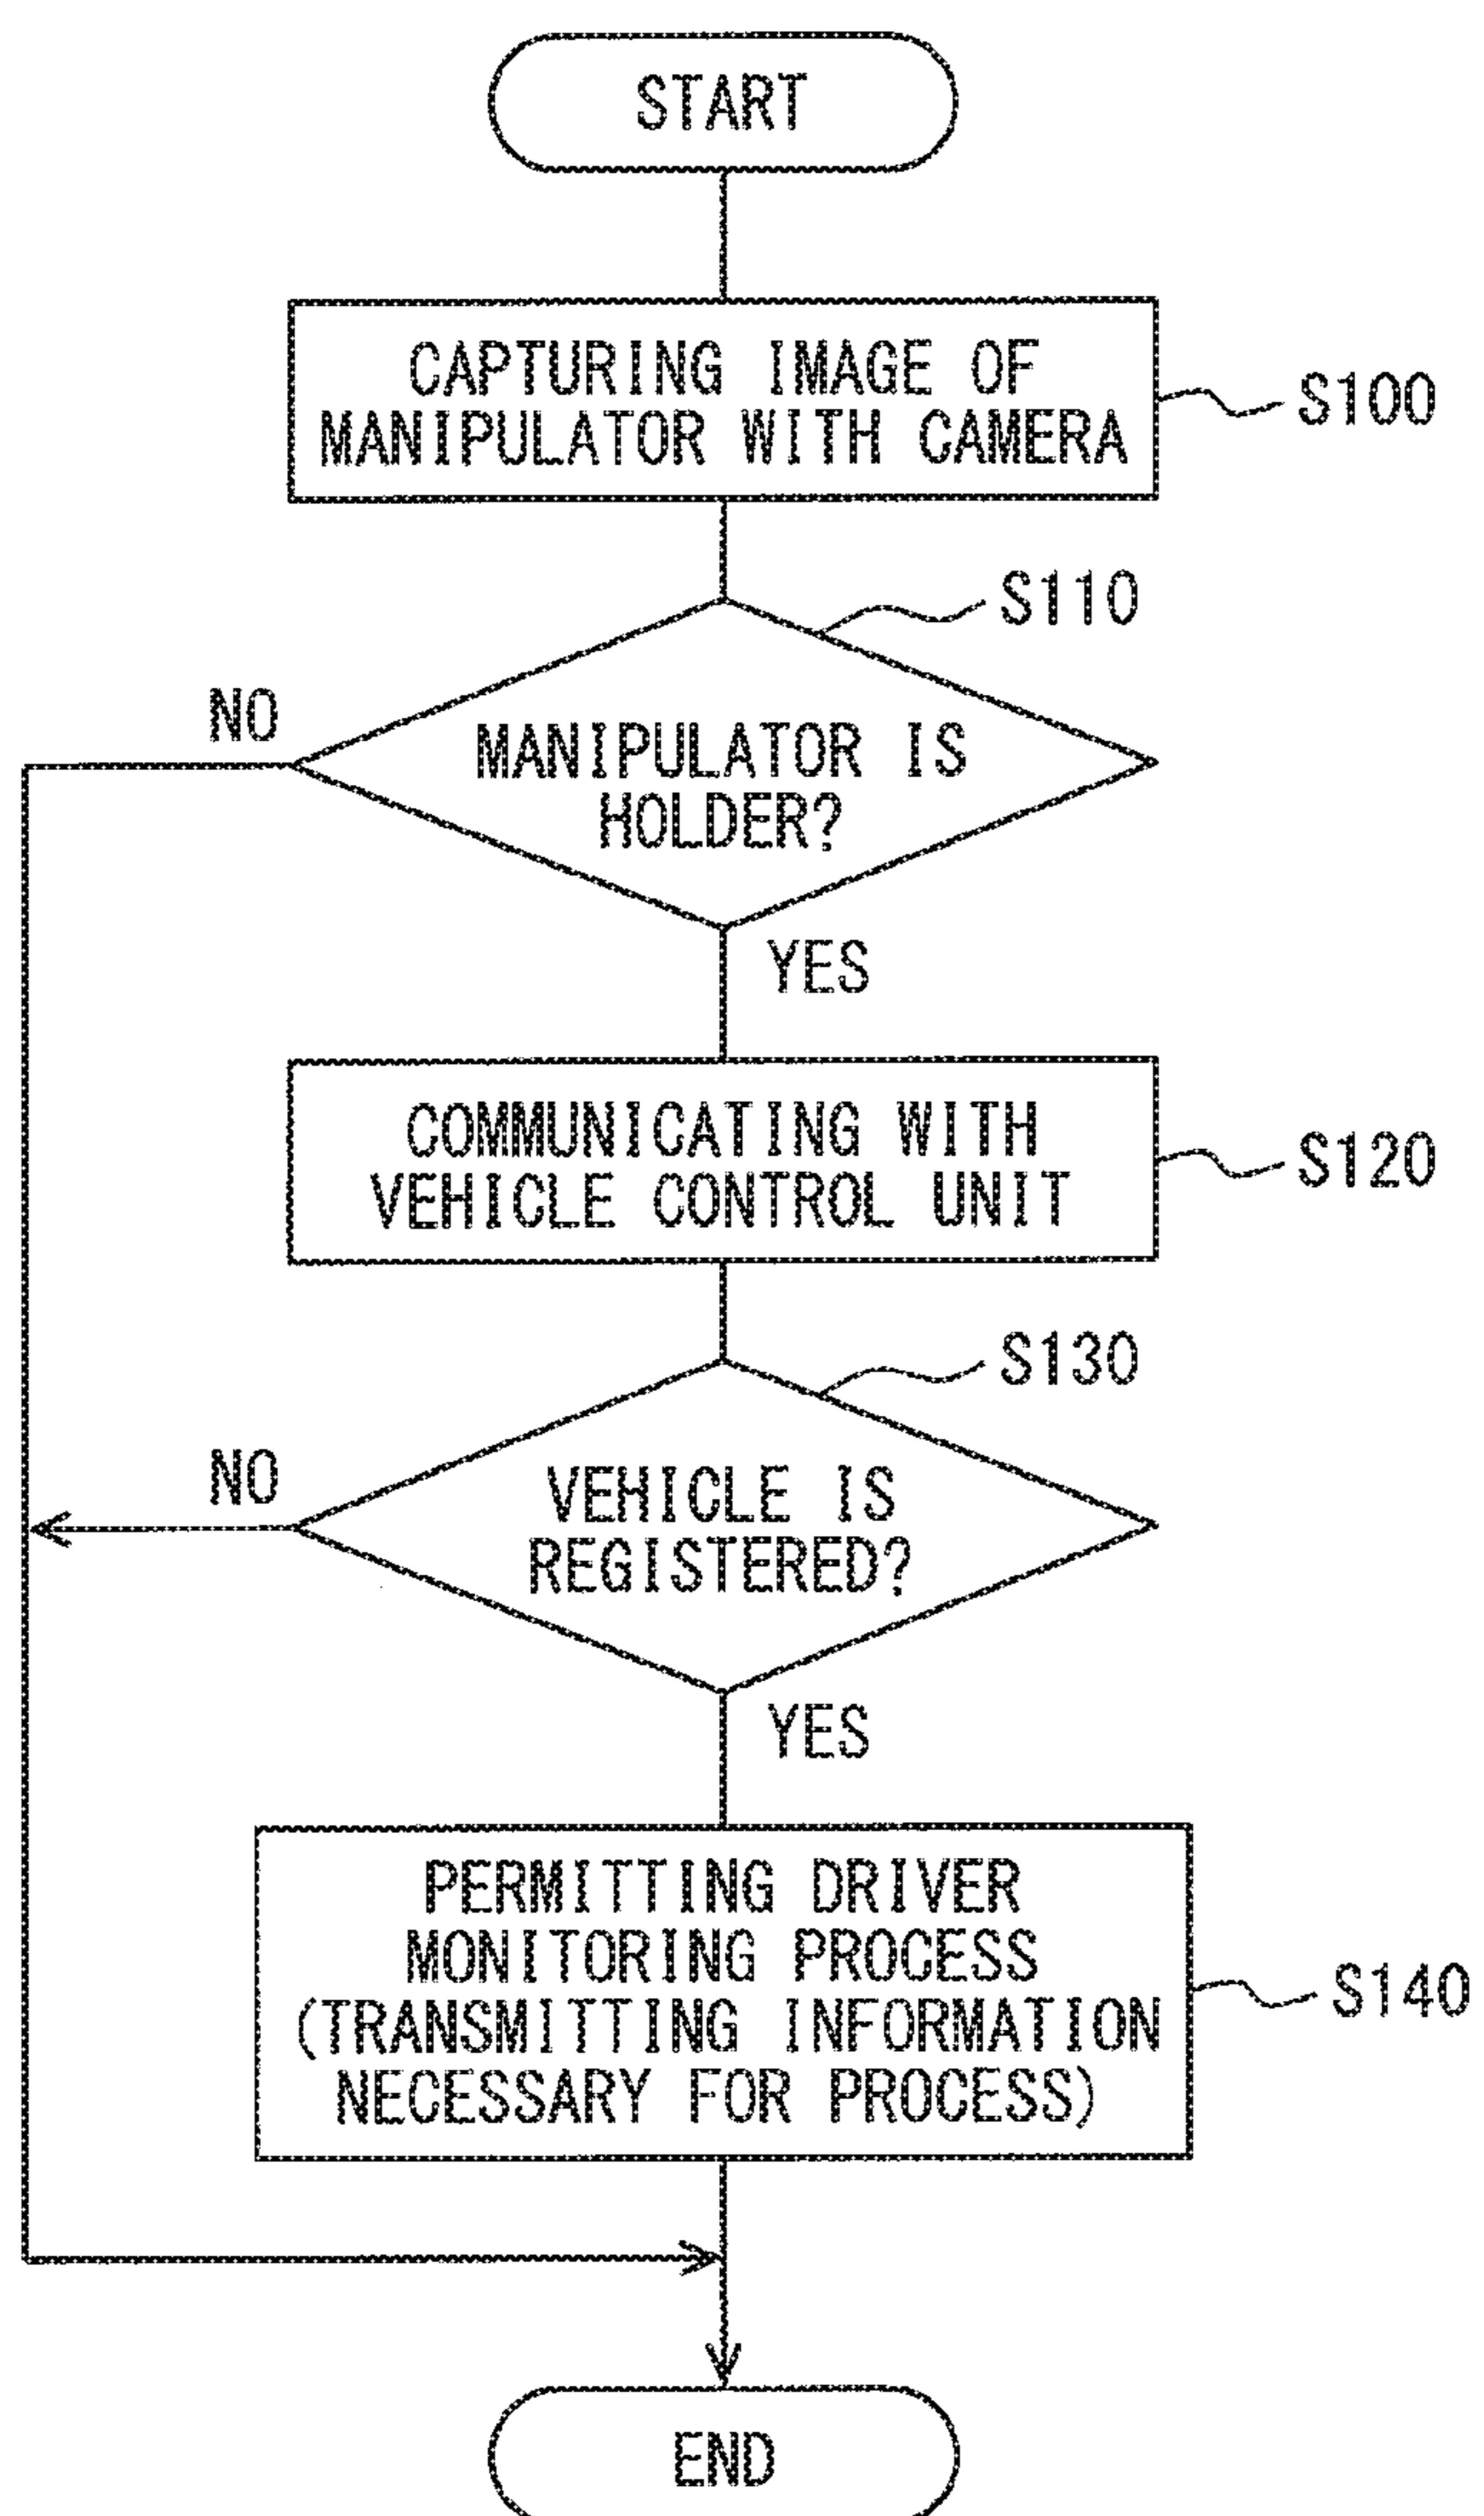 START
CAPTURING IMAGE OF
MANIPULATOR WITH CAMERA
S100
S110
NO
MANIPULATOR IS
HOLDER?
YES
COMMUNICATING WITH
VEHICLE CONTROL UNIT
S120
S130
NO
VEHICLE IS
REGISTERED?
YES
PERMITTING DRIVER
MONITORING PROCESS
(TRANSMITTING INFORMATION
NECESSARY FOR PROCESS)
S140
END